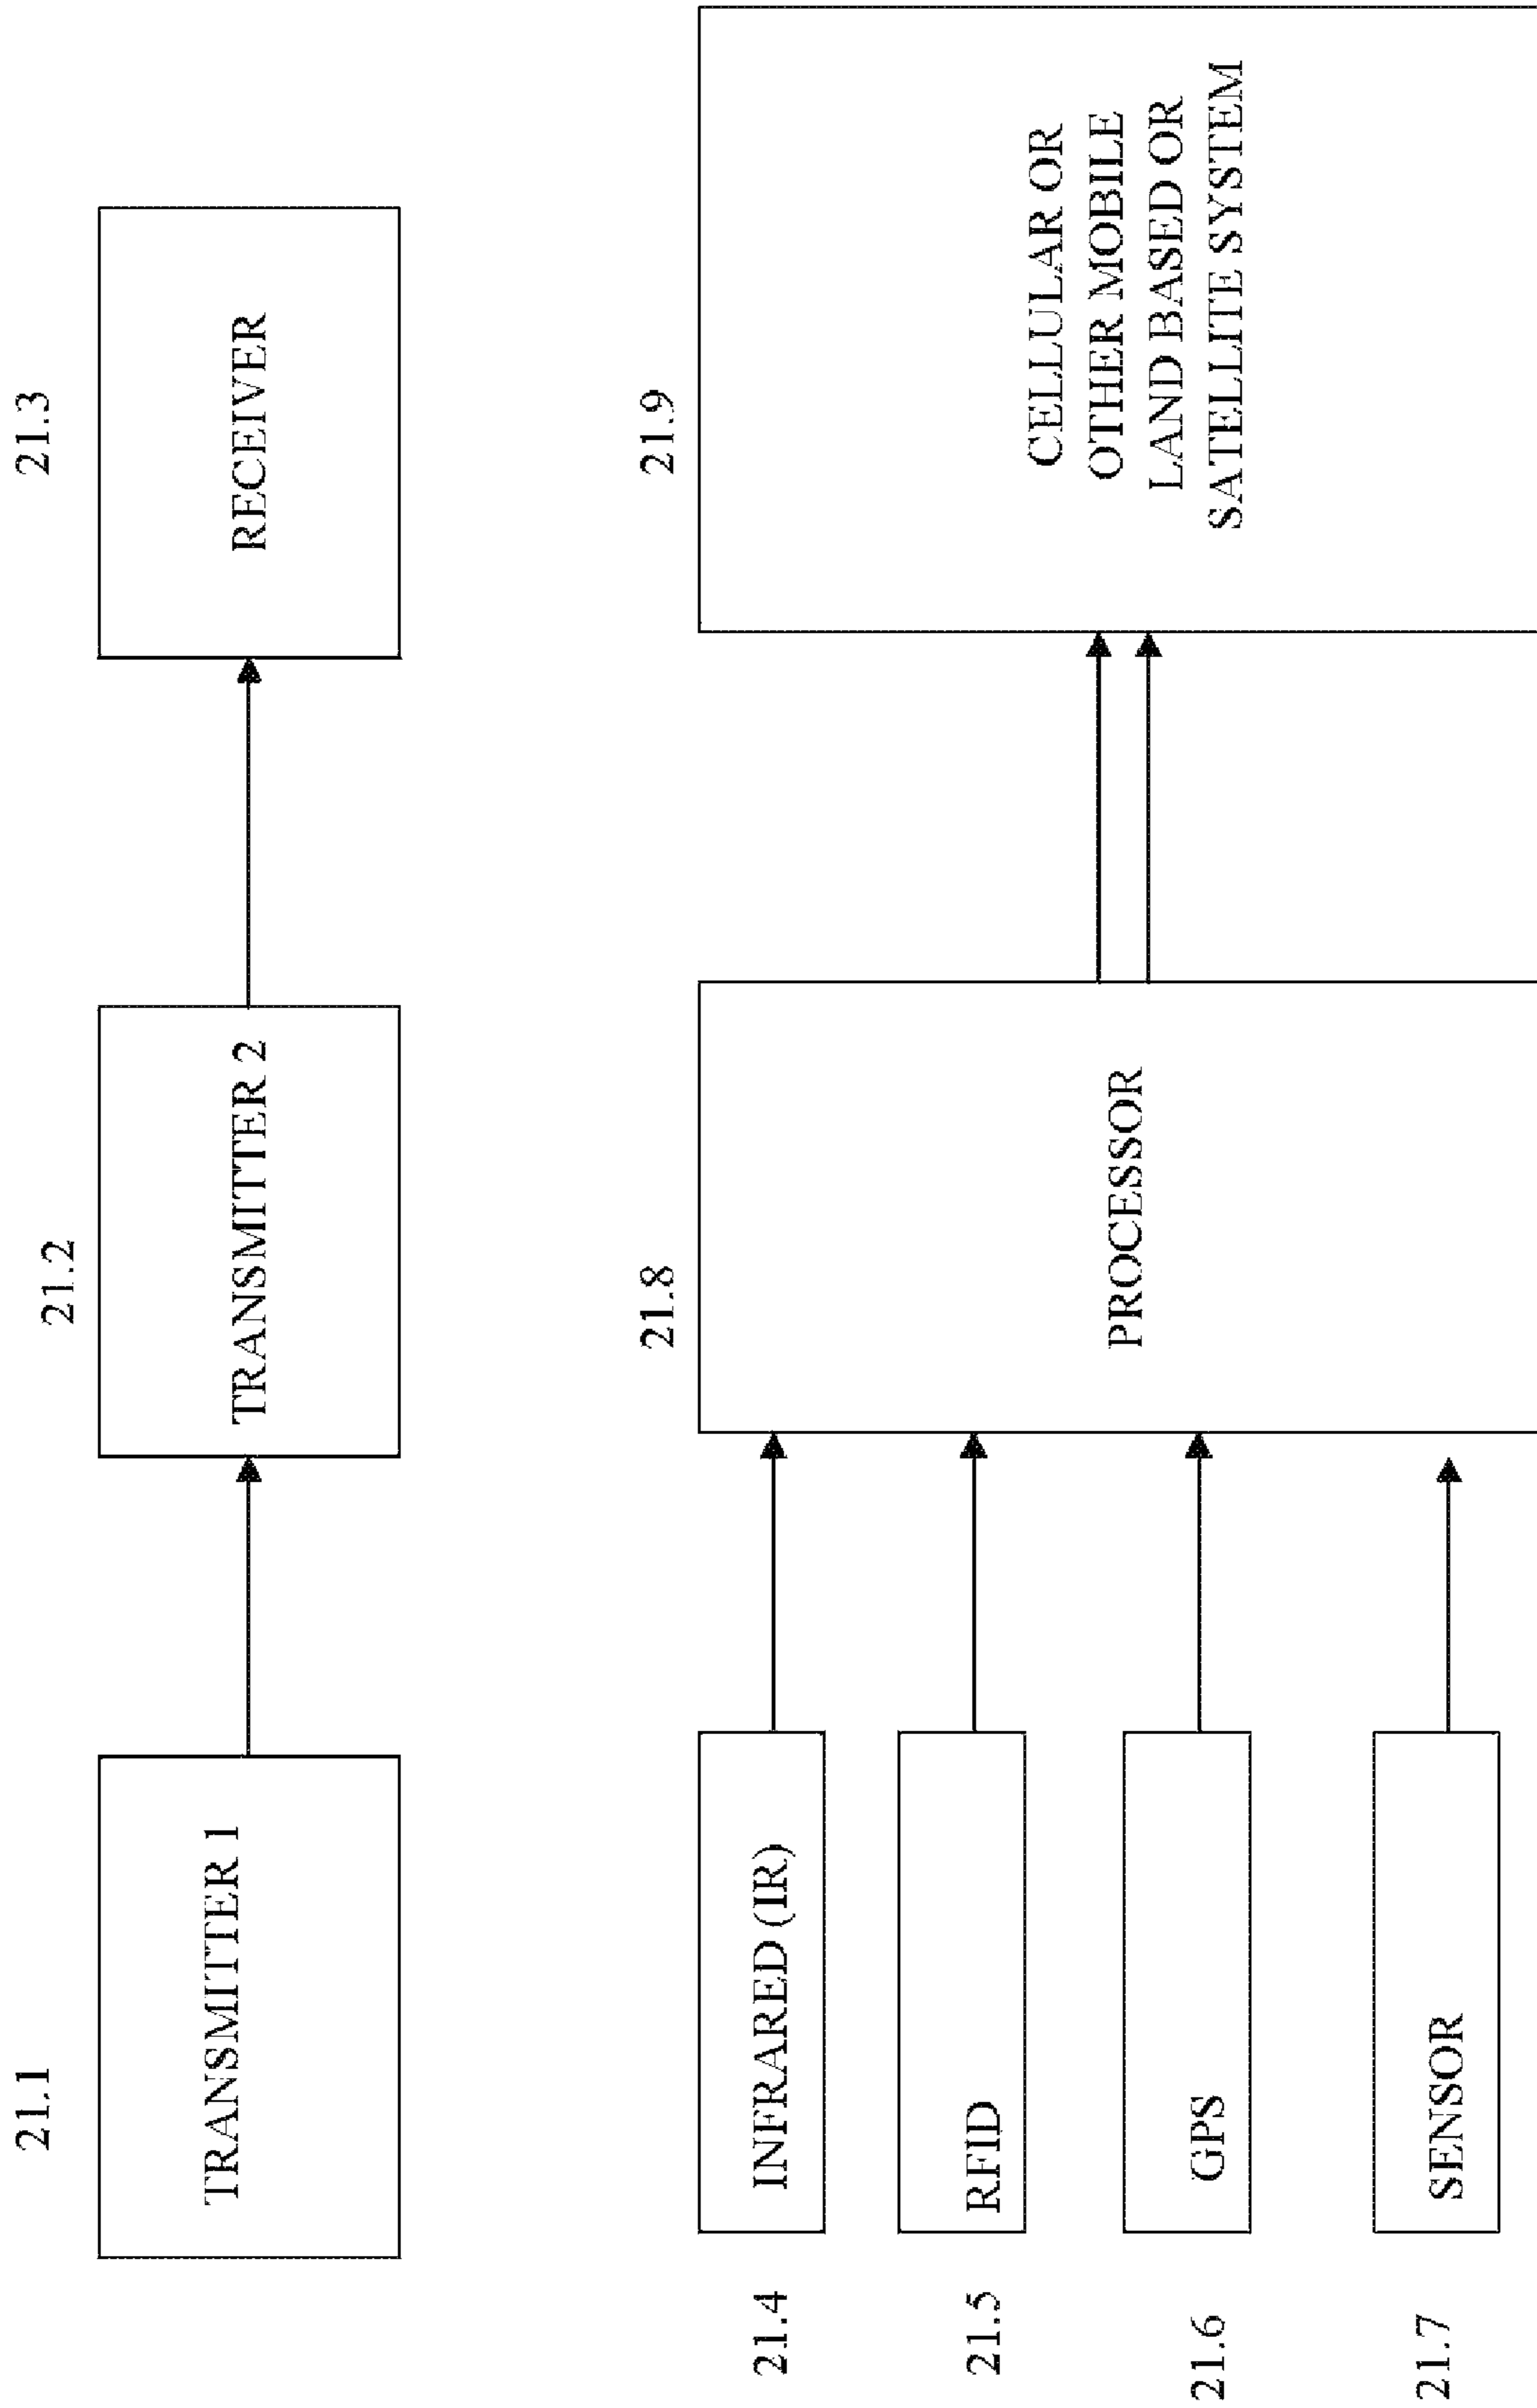 21.1
21.2
21.3
TRANSMITTER 1
TRANSMITTER 2
RECEIVER
21.8
21.9
21.4
INFRARED (IR)
21.5
RFID
21.6
GPS
21.7
SENSOR
PROCESSOR
CELLULAR OR
OTHER MOBILE
LAND BASED OR
SATELLITE SYSTEM